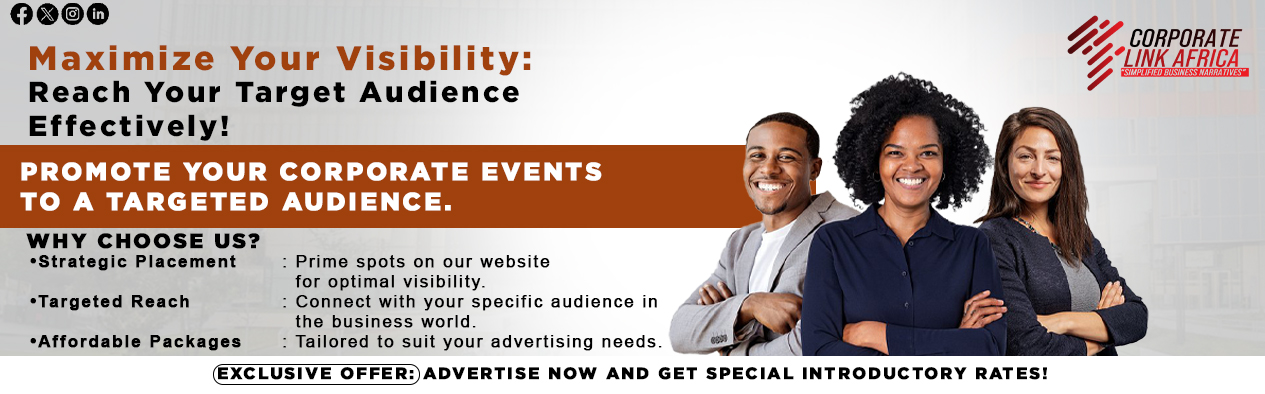 Maximize Your Visibility:
Reach Your Target Audience
Effectively!
CORPORATE
LINK AFRICA
"SIMPLIFIED BUSINESS NARRATIVES"
PROMOTE YOUR CORPORATE EVENTS
TO A TARGETED AUDIENCE.
WHY CHOOSE US?
•Strategic Placement : Prime spots on our website
for optimal visibility.
•Targeted Reach : Connect with your specific audience in
the business world.
•Affordable Packages : Tailored to suit your advertising needs.
EXCLUSIVE OFFER: ADVERTISE NOW AND GET SPECIAL INTRODUCTORY RATES!